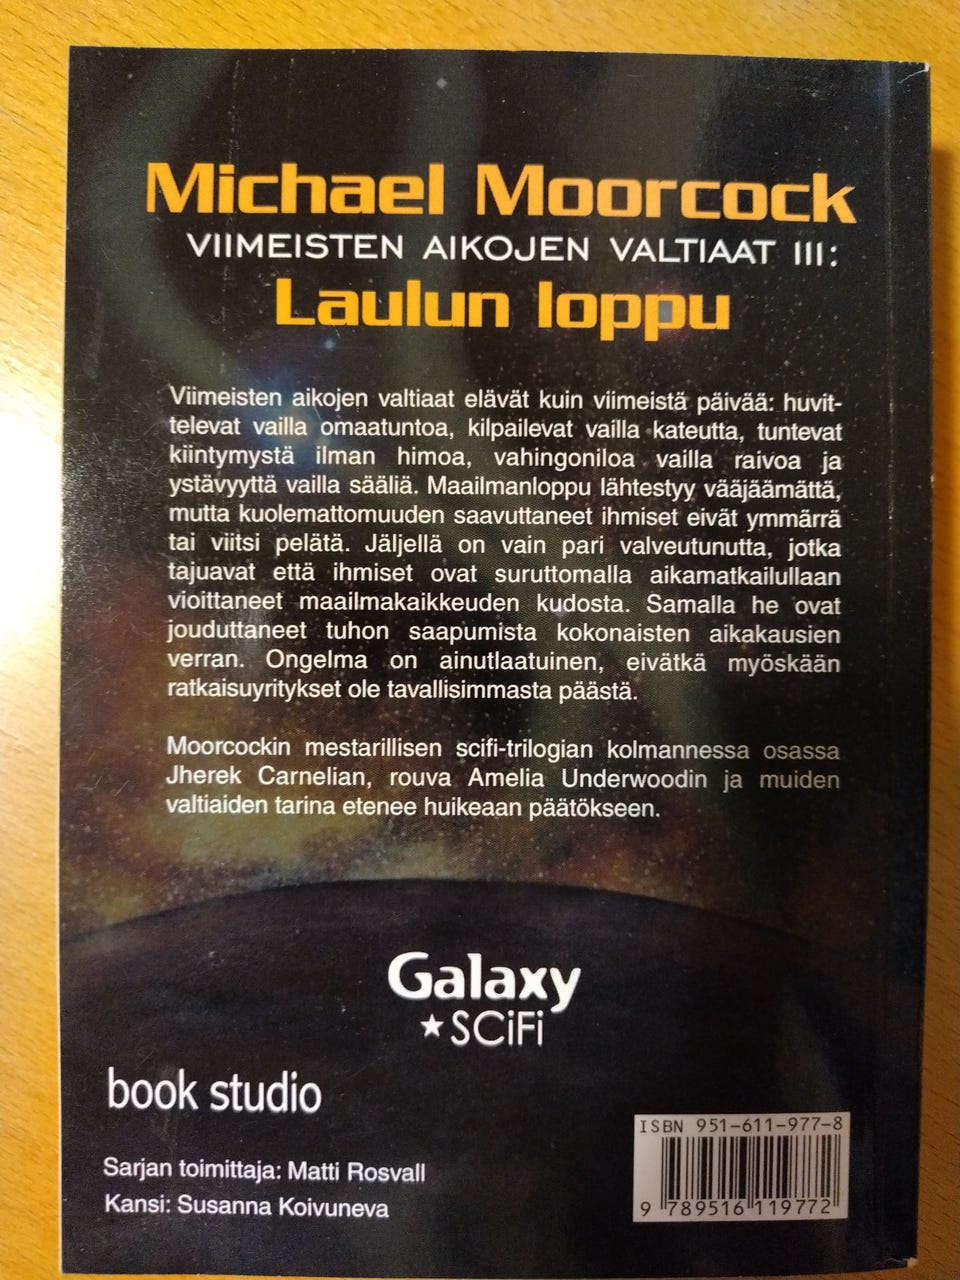 Michael Moorcock
VIIMEISTEN AIKOJEN VALTIAAT III:
Laulun loppu
Viimeisten aikojen valtiaat elävät kuin viimeistä päivää: huvit-
televat vailla omaatuntoa, kilpailevat vailla kateutta, tuntevat
kiintymystä ilman himoa, vahingoniloa vailla raivoa ja
ystävyyttä vailla sääliä. Maailmanloppu lähtestyy vääjäämättä,
mutta kuolemattomuuden saavuttaneet ihmiset eivät ymmärrä
tai viitsi pelätä. Jäljellä on vain pari valveutunutta, jotka
tajuavat että ihmiset ovat suruttomalla aikamatkailullaan
vioittaneet maailmakaikkeuden kudosta. Samalla he ovat
jouduttaneet tuhon saapumista kokonaisten aikakausien
verran. Ongelma on ainutlaatuinen, eivätkä myöskään
ratkaisuyritykset ole tavallisimmasta päästä.
Moorcockin mestarillisen scifi-trilogian kolmannessa osassa
Jherek Carnelian, rouva Amelia Underwoodin ja muiden
valtiaiden tarina etenee huikeaan päätökseen.
Galaxy
★SCiFi
book studio
Sarjan toimittaja: Matti Rosvall
Kansi: Susanna Koivuneva
ISBN 951-611-977-8
9 789516 119772